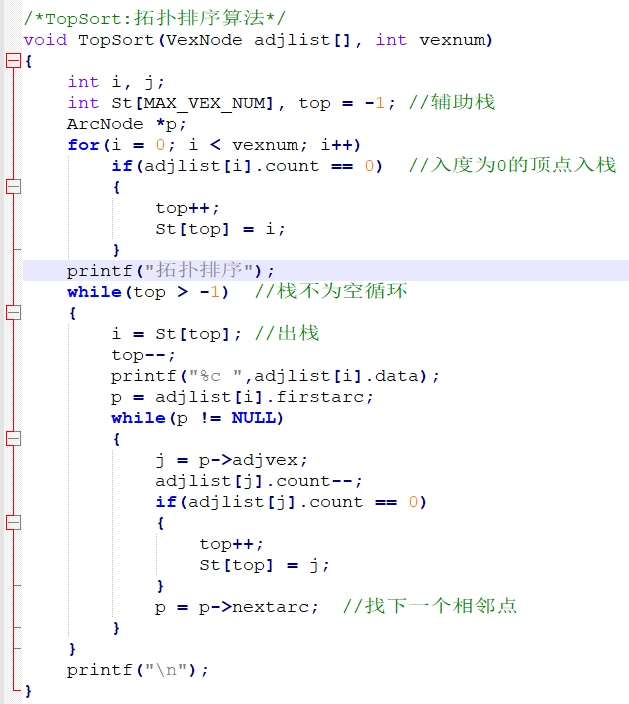 /*TopSort:拓扑排序算法*/
void TopSort(VexNode adjlist[], int vexnum)
{
    int i, j;
    int St[MAX_VEX_NUM], top = -1; //辅助栈
    ArcNode *p;
    for(i = 0; i < vexnum; i++)
        if(adjlist[i].count == 0)  //入度为0的顶点入栈
        {
            top++;
            St[top] = i;
        }
    printf("拓扑排序");
    while(top > -1)  //栈不为空循环
    {
        i = St[top]; //出栈
        top--;
        printf("%c ",adjlist[i].data);
        p = adjlist[i].firstarc;
        while(p != NULL)
        {
            j = p->adjvex;
            adjlist[j].count--;
            if(adjlist[j].count == 0)
            {
                top++;
                St[top] = j;
            }
            p = p->nextarc;  //找下一个相邻点
        }
    }
    printf("\n");
}